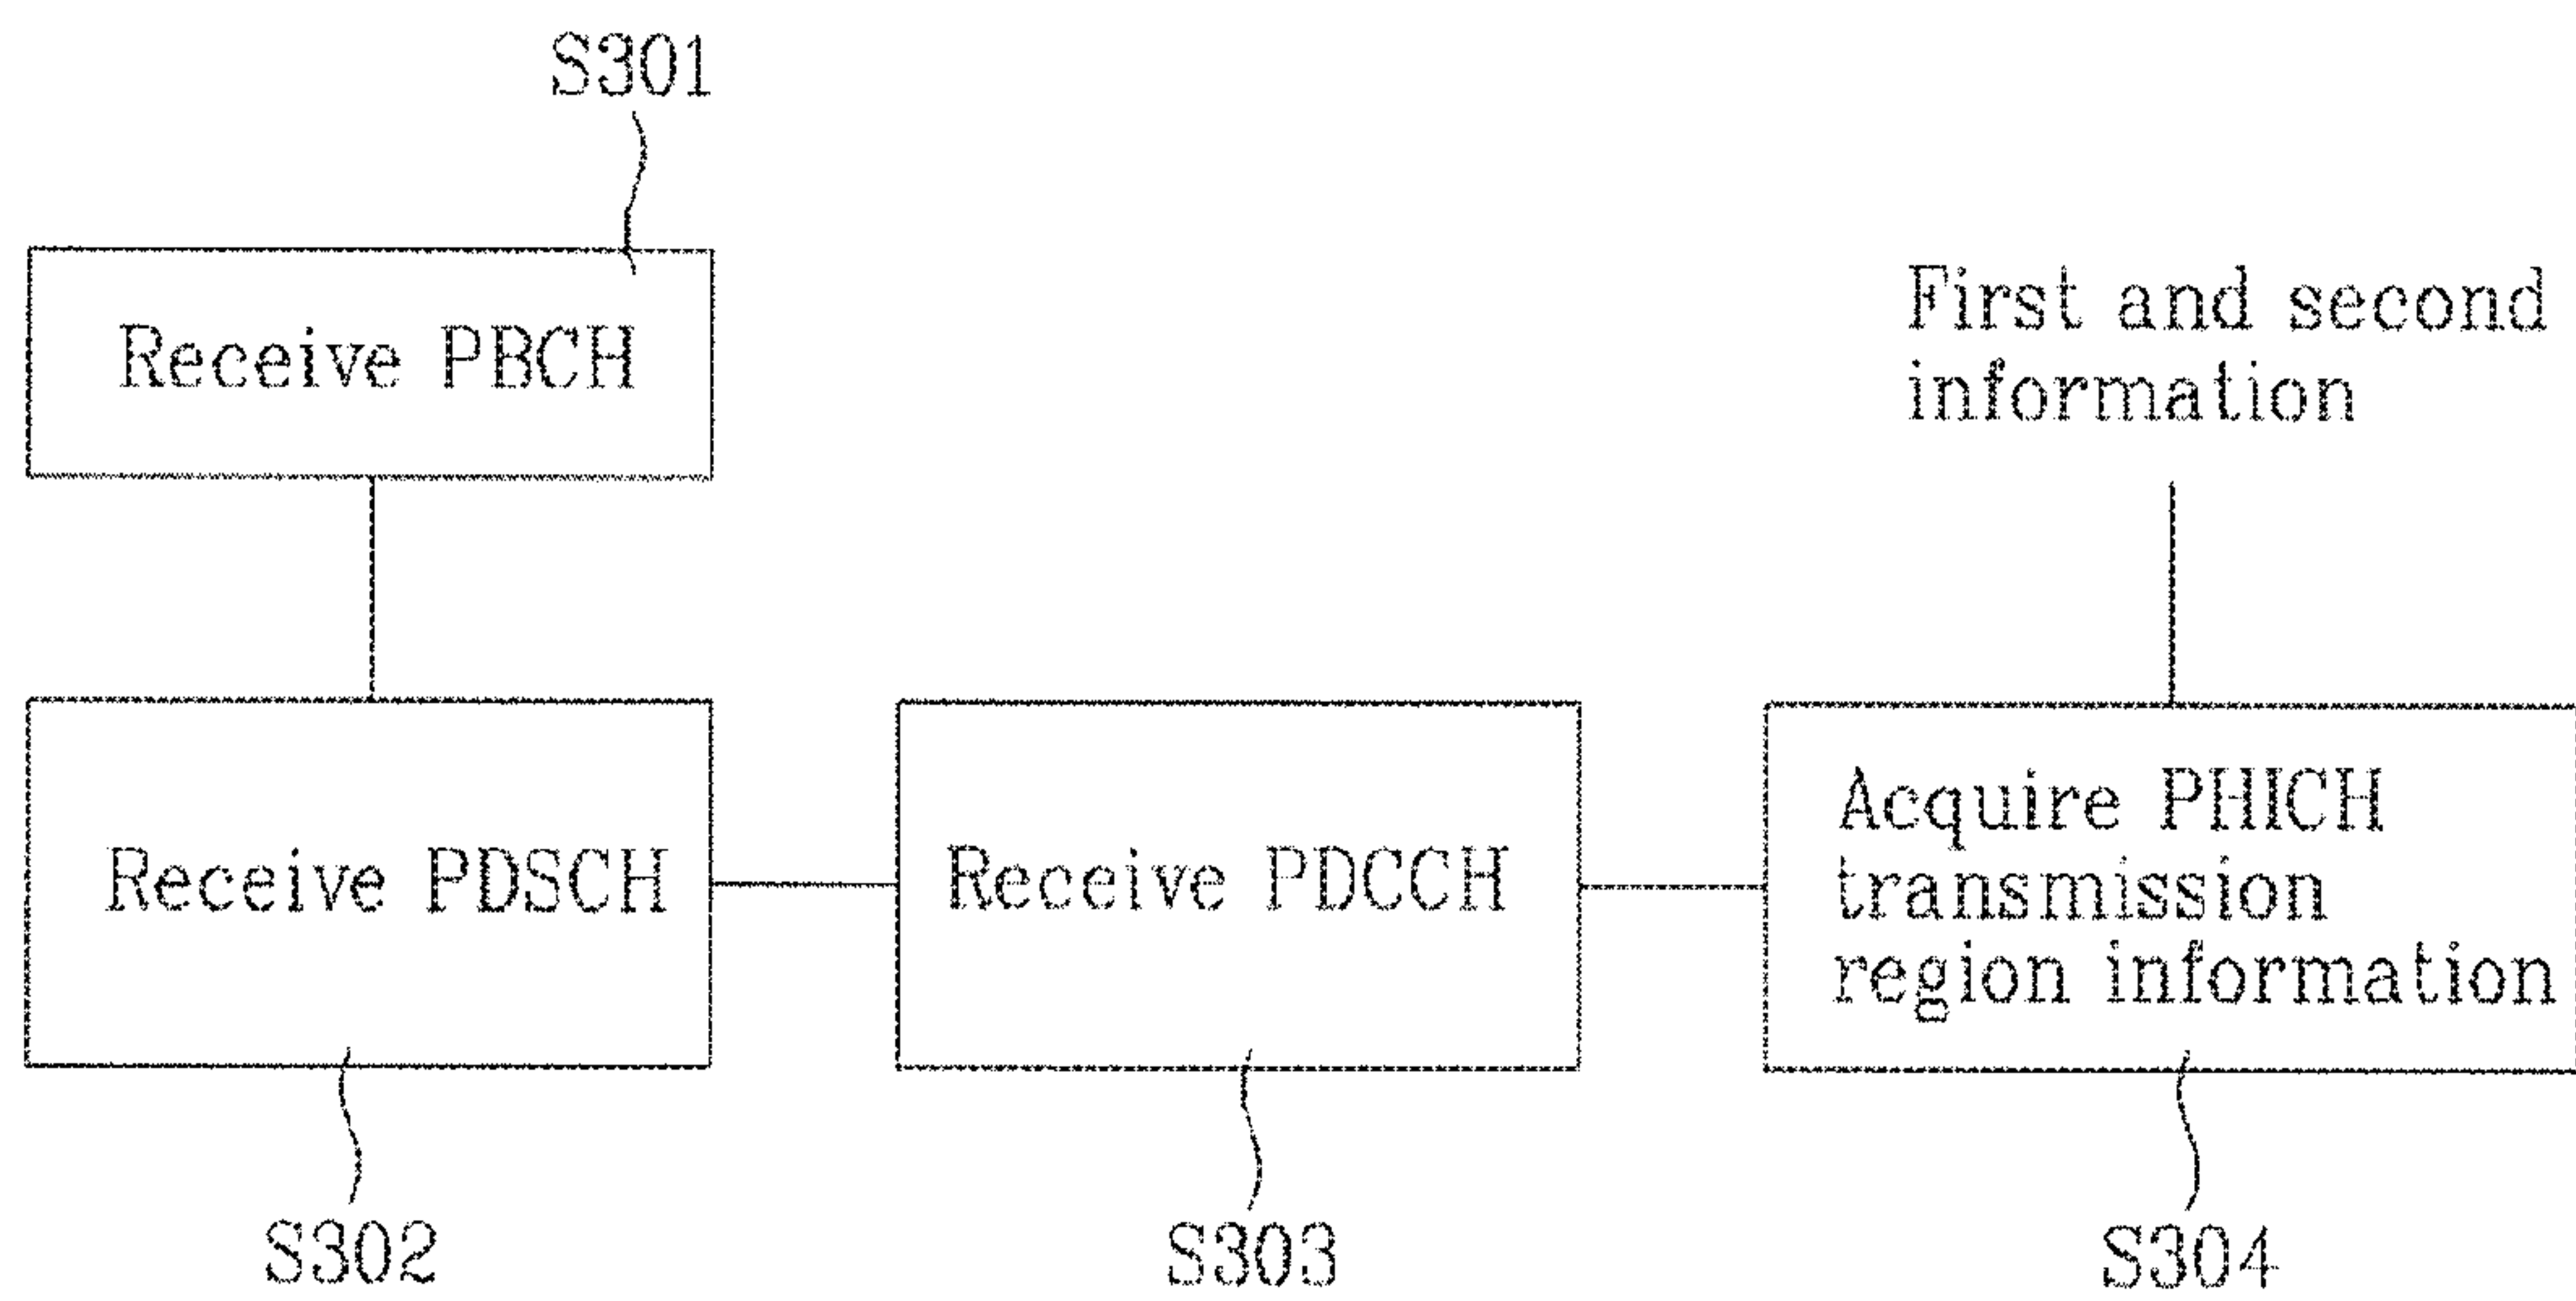 S301
Receive PBCH
First and second
information
Receive PDSCH
Receive PDCCH
Acquire PHICH
transmission
region information
S302
S303
S304